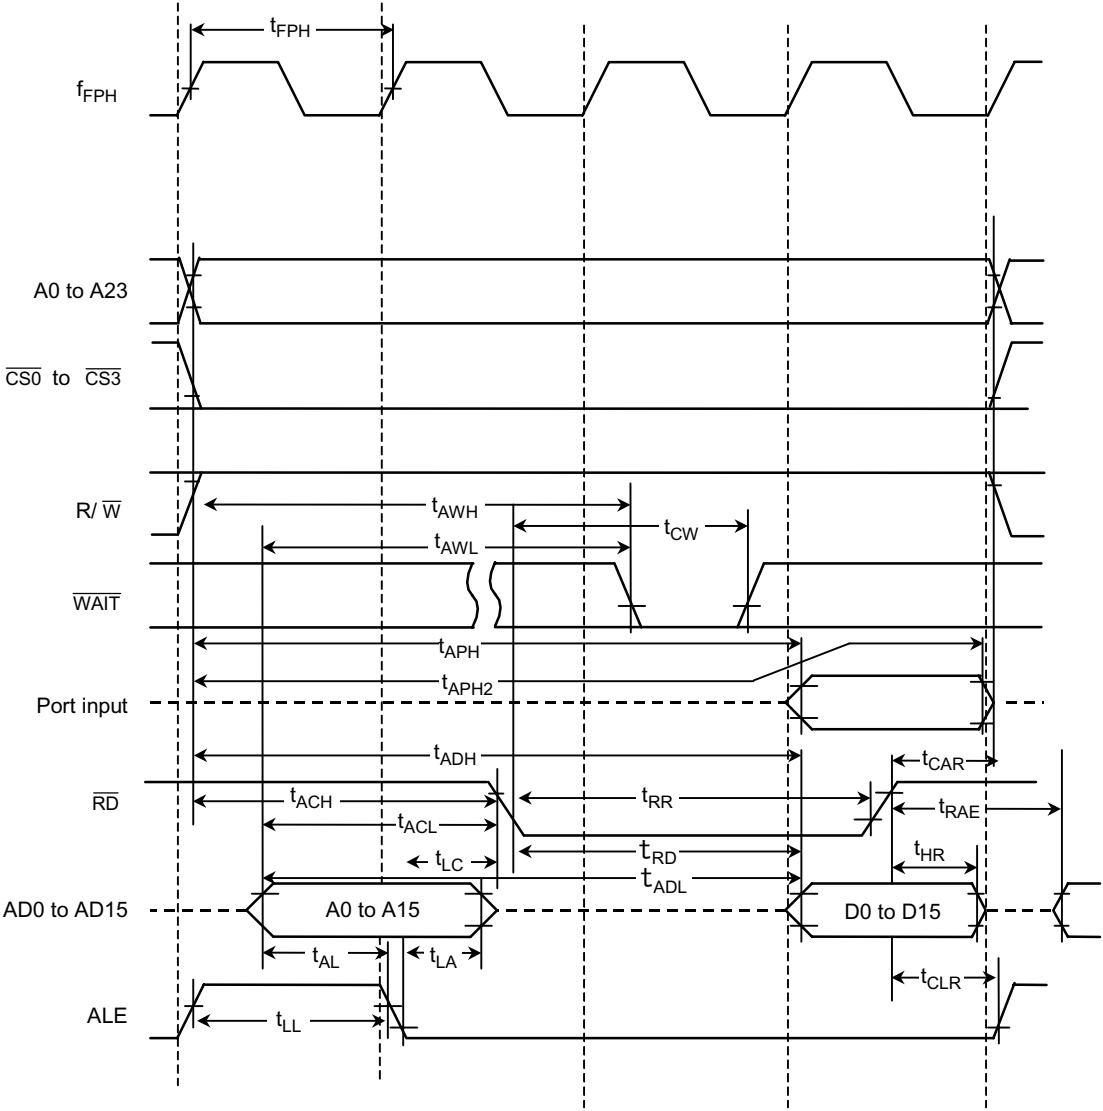 tFPH
fFPH
A0 to A23
CS0 to CS3
R/ W
tAWH
tCW
tAWL
WAIT
tAPH
tAPH2
Port input
tADH
tCAR
RD
tACH
tRR
tRAE
tACL
tLC
tRD
tHR
tADL
AD0 to AD15
A0 to A15
D0 to D15
tAL
tLA
tCLR
ALE
tLL